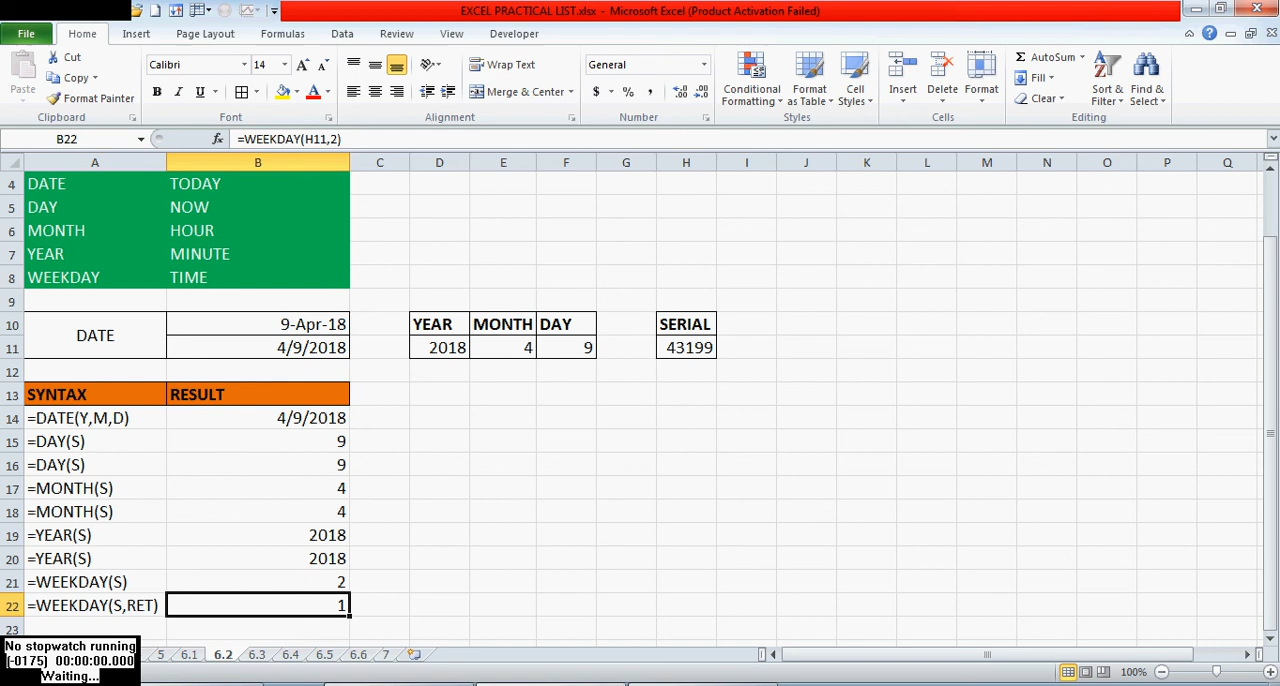 EXCEL PRACTICAL LIST.xlsx - Microsoft Excel (Product Activation Failed)
File Home Insert Page Layout Formulas Data Review View Developer
Cut
Copy
Format Painter
Paste
Clipboard
Calibri 14
B I U
Font
Wrap Text
Merge & Center
Alignment
General
$ % ,
Number
Conditional Formatting
Format as Table
Cell Styles
Styles
Insert Delete Format
Cells
AutoSum
Fill
Clear
Sort & Filter
Find & Select
Editing
B22 fx =WEEKDAY(H11,2)
A B C D E F G H I J K L M N O P Q
4 DATE TODAY
5 DAY NOW
6 MONTH HOUR
7 YEAR MINUTE
8 WEEKDAY TIME
9
10 DATE 9-Apr-18 YEAR MONTH DAY SERIAL
11 4/9/2018 2018 4 9 43199
12
13 SYNTAX RESULT
14 =DATE(Y,M,D) 4/9/2018
15 =DAY(S) 9
16 =DAY(S) 9
17 =MONTH(S) 4
18 =MONTH(S) 4
19 =YEAR(S) 2018
20 =YEAR(S) 2018
21 =WEEKDAY(S) 2
22 =WEEKDAY(S,RET) 1
23
No stopwatch running
[-0175] 00:00:00.000
Waiting...
5 6.1 6.2 6.3 6.4 6.5 6.6 7
100%